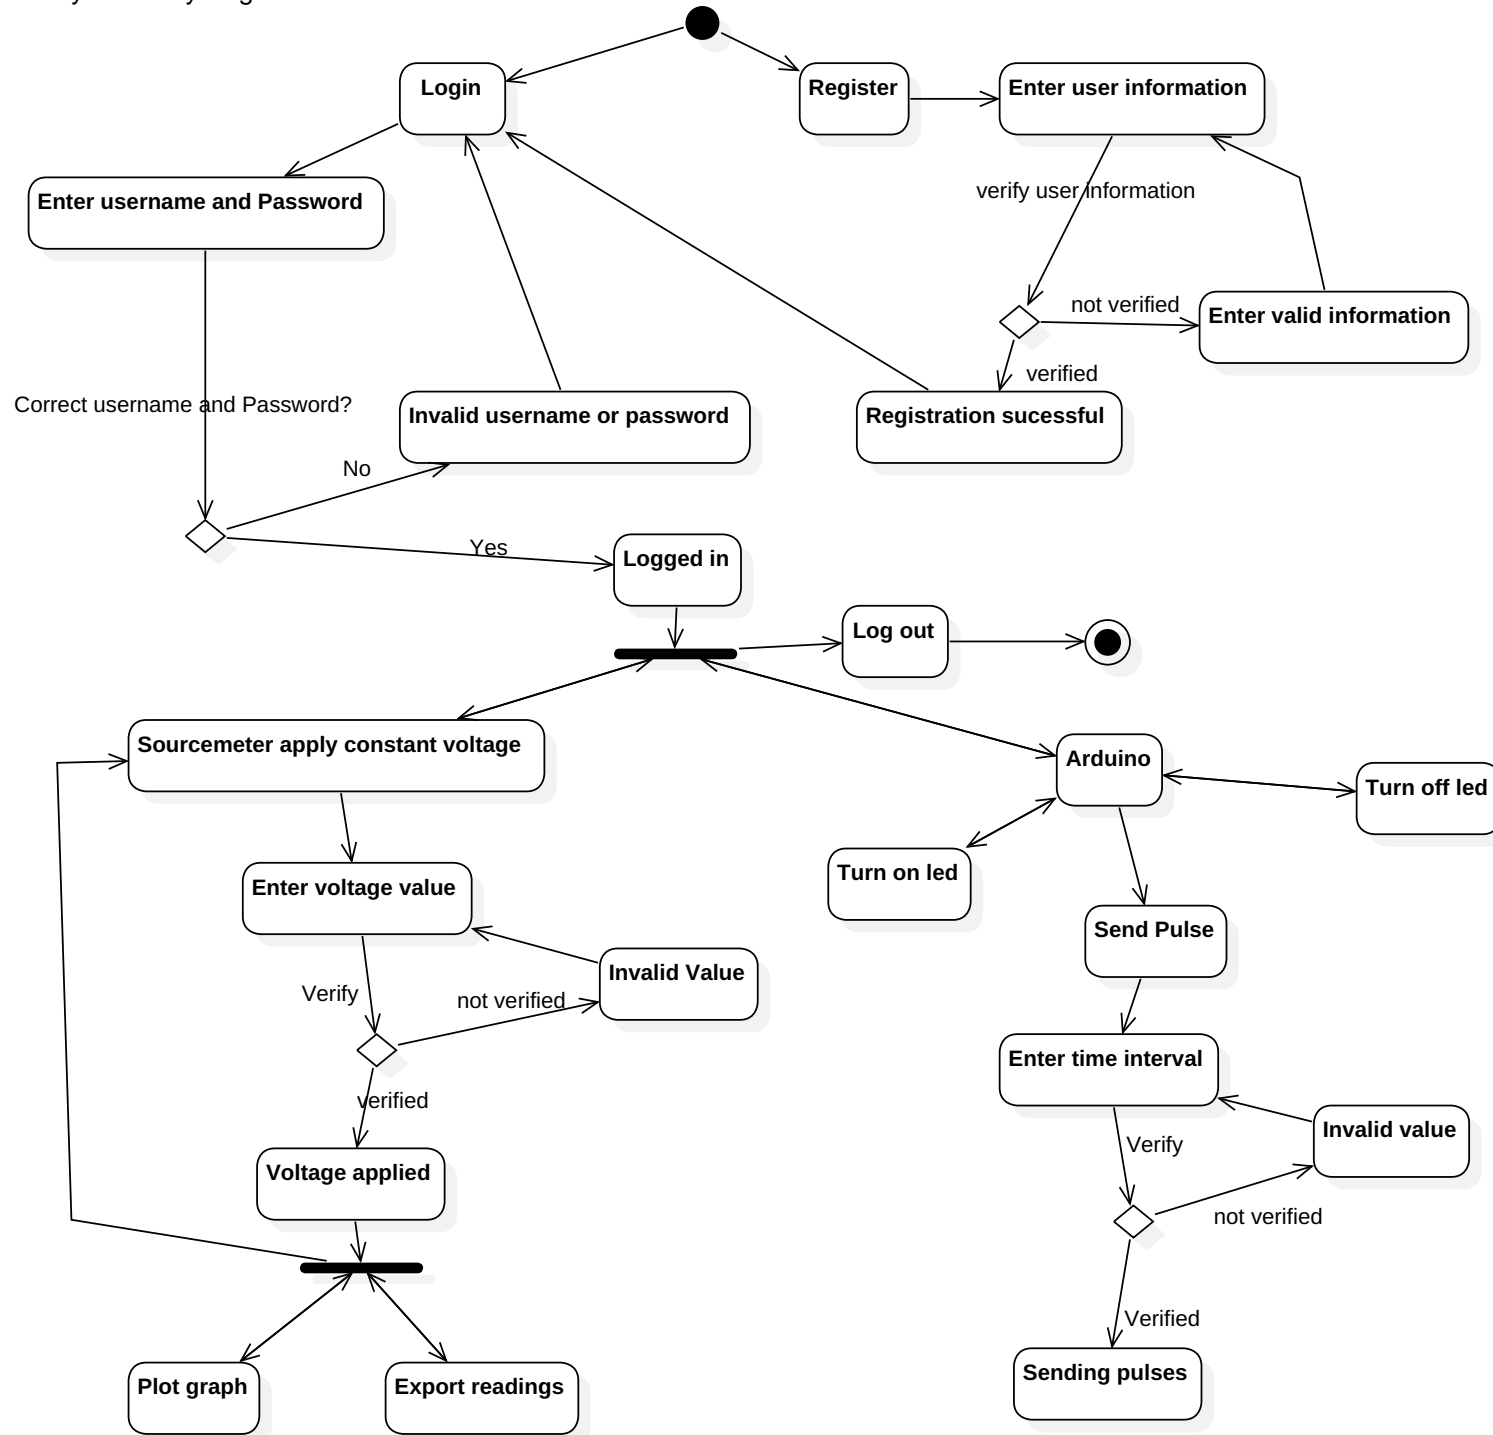 Login
Register
Enter user information
verify user information
Enter username and Password
not verified
Enter valid information
verified
Correct username and Password?
Invalid username or password
Registration sucessful
No
Yes
Logged in
Log out
Sourcemeter apply constant voltage
Arduino
Turn off led
Turn on led
Enter voltage value
Send Pulse
Invalid Value
Verify
not verified
Enter time interval
verified
Invalid value
Verify
Voltage applied
not verified
Verified
Sending pulses
Plot graph
Export readings